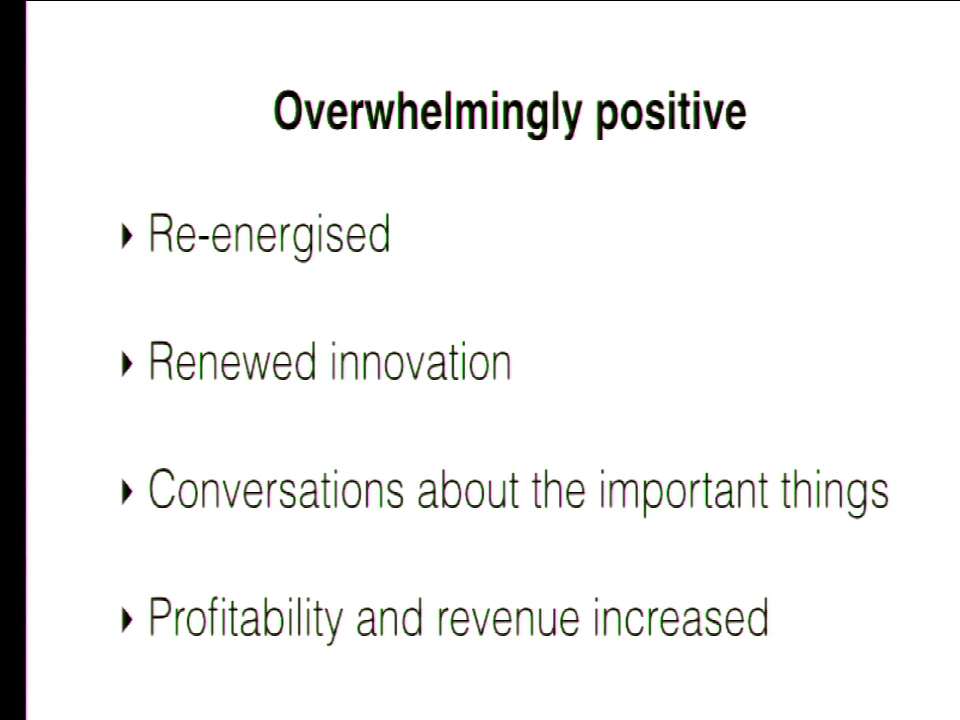 Overwhelmingly positive
Re-energised
Renewed innovation
Conversations about the important things
Profitability and revenue increased